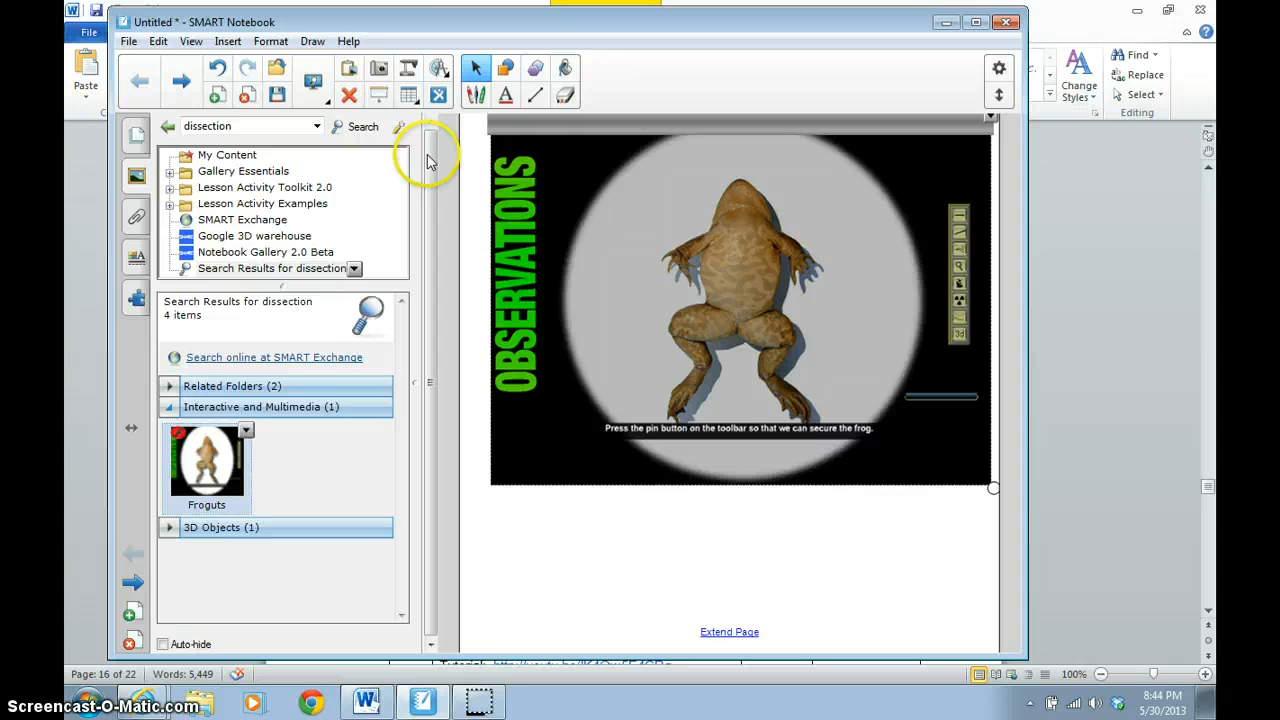 File
Paste
Untitled * - SMART Notebook
File Edit View Insert Format Draw Help
dissection
Search
My Content
Gallery Essentials
Lesson Activity Toolkit 2.0
Lesson Activity Examples
SMART Exchange
Google 3D warehouse
Notebook Gallery 2.0 Beta
Search Results for dissection
Search Results for dissection
4 items
Search online at SMART Exchange
Related Folders (2)
Interactive and Multimedia (1)
Froguts
3D Objects (1)
Auto-hide
OBSERVATIONS
Press the pin button on the toolbar so that we can secure the frog.
Extend Page
Change
Styles
Find
Replace
Select
Editing
Page: 16 of 22 Words: 5,449
100%
8:44 PM
5/30/2013
Screencast-O-Matic.com